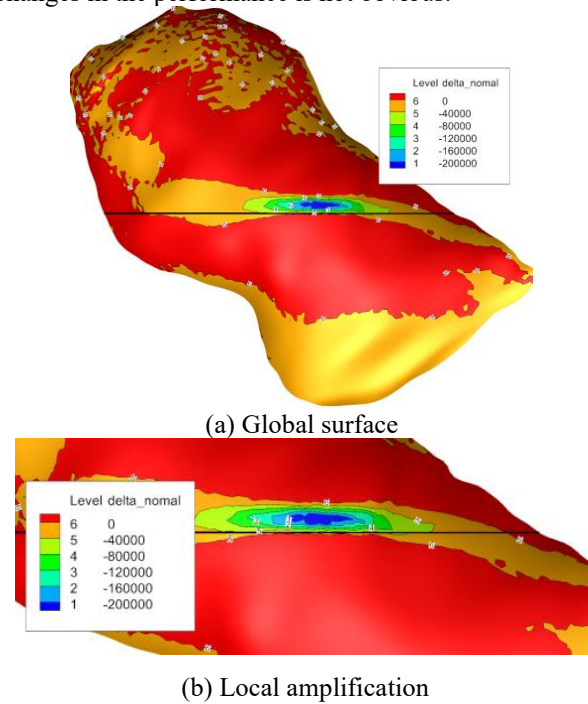 changes in the performance is not obvious.
Level delta_nomal
6 0
5 -40000
4 -80000
3 -120000
2 -160000
1 -200000
(a) Global surface
Level delta_nomal
6 0
5 -40000
4 -80000
3 -120000
2 -160000
1 -200000
(b) Local amplification